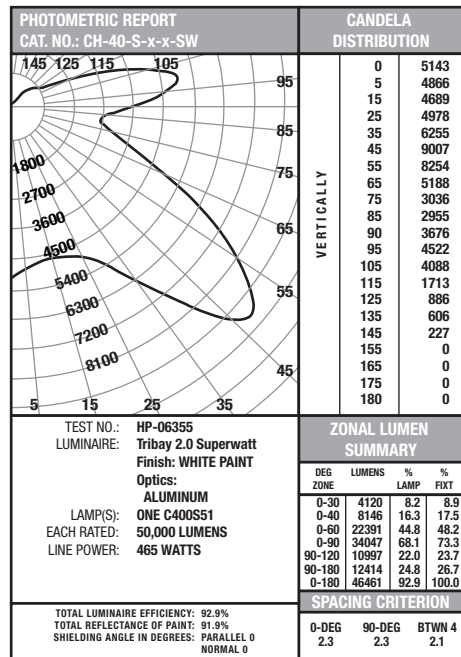 PHOTOMETRIC REPORT
CAT. NO.: CH-40-S-x-x-SW
145 125 115 105
95
85
75
65
55
45
1800
2700
3600
4500
5400
6300
7200
8100
5 15 25 35
CANDELA
DISTRIBUTION
VERTICALLY
0 5143
5 4866
15 4689
25 4978
35 6255
45 9007
55 8254
65 5188
75 3036
85 2955
90 3676
95 4522
105 4088
115 1713
125 886
135 606
145 227
155 0
165 0
175 0
180 0
TEST NO.: HP-06355
LUMINAIRE: Tribay 2.0 Superwatt
Finish: WHITE PAINT
Optics:
ALUMINUM
LAMP(S): ONE C400S51
EACH RATED: 50,000 LUMENS
LINE POWER: 465 WATTS
TOTAL LUMINAIRE EFFICIENCY: 92.9%
TOTAL REFLECTANCE OF PAINT: 91.9%
SHIELDING ANGLE IN DEGREES: PARALLEL 0
NORMAL 0
ZONAL LUMEN
SUMMARY
DEG LUMENS % %
ZONE LAMP FIXT
0-30 4120 8.2 8.9
0-40 8146 16.3 17.5
0-60 22391 44.8 48.2
0-90 34047 68.1 73.3
90-120 10997 22.0 23.7
90-180 12414 24.8 26.7
0-180 46461 92.9 100.0
SPACING CRITERION
0-DEG 90-DEG BTWN 4
2.3 2.3 2.1